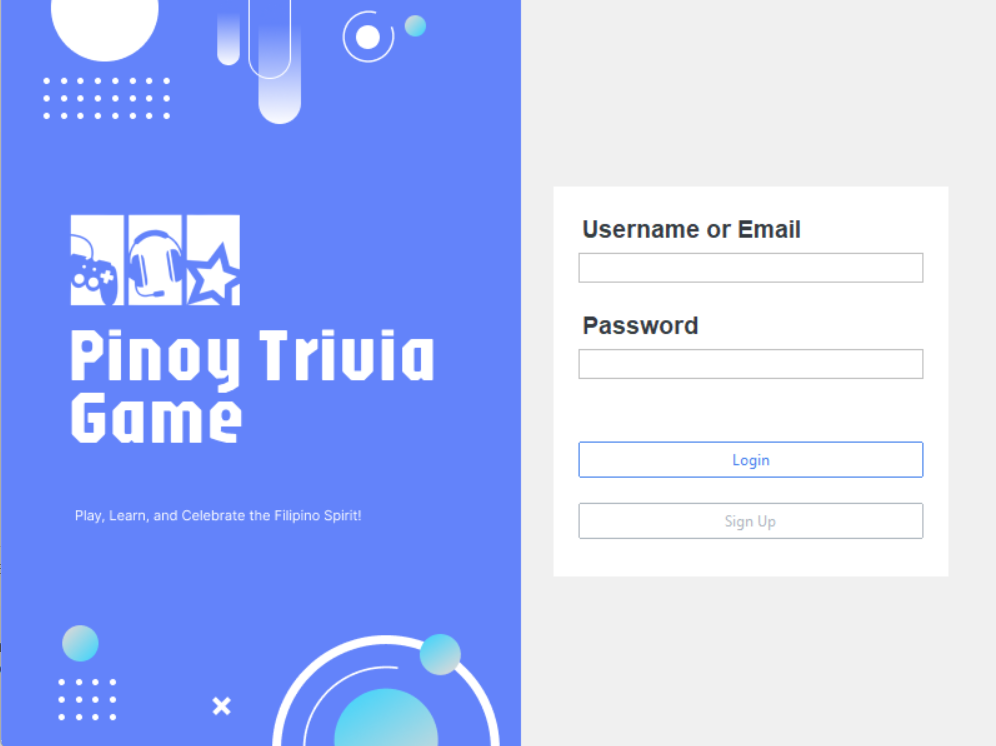 Pinoy Trivia
Game
Play, Learn, and Celebrate the Filipino Spirit!
Username or Email
Password
Login
Sign Up